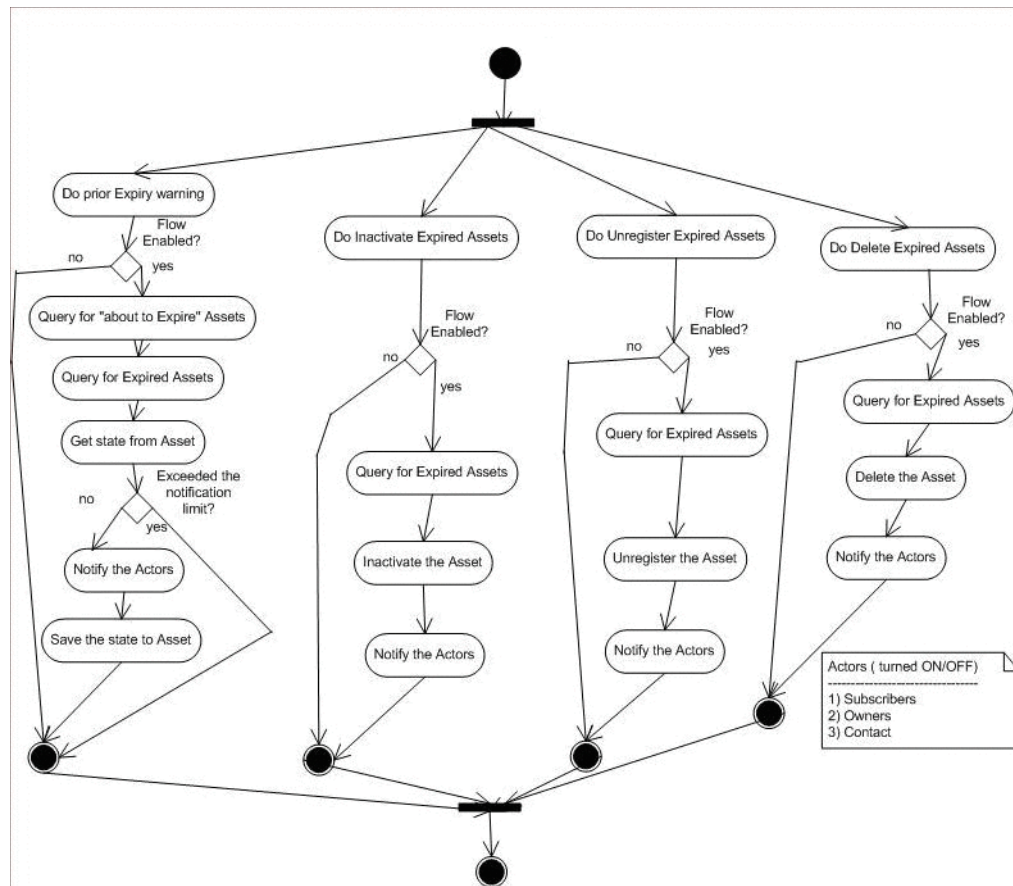 Do prior Expiry warning
Flow
Enabled?
no
yes
Query for "about to Expire" Assets
Query for Expired Assets
Get state from Asset
Exceeded the
notification
limit?
no
yes
Notify the Actors
Save the state to Asset
Do Inactivate Expired Assets
Flow
Enabled?
no
yes
Query for Expired Assets
Inactivate the Asset
Notify the Actors
Do Unregister Expired Assets
Flow
Enabled?
no
yes
Query for Expired Assets
Unregister the Asset
Notify the Actors
Do Delete Expired Assets
Flow
Enabled?
no
yes
Query for Expired Assets
Delete the Asset
Notify the Actors
Actors ( turned ON/OFF)
--------------------------------
1) Subscribers
2) Owners
3) Contact